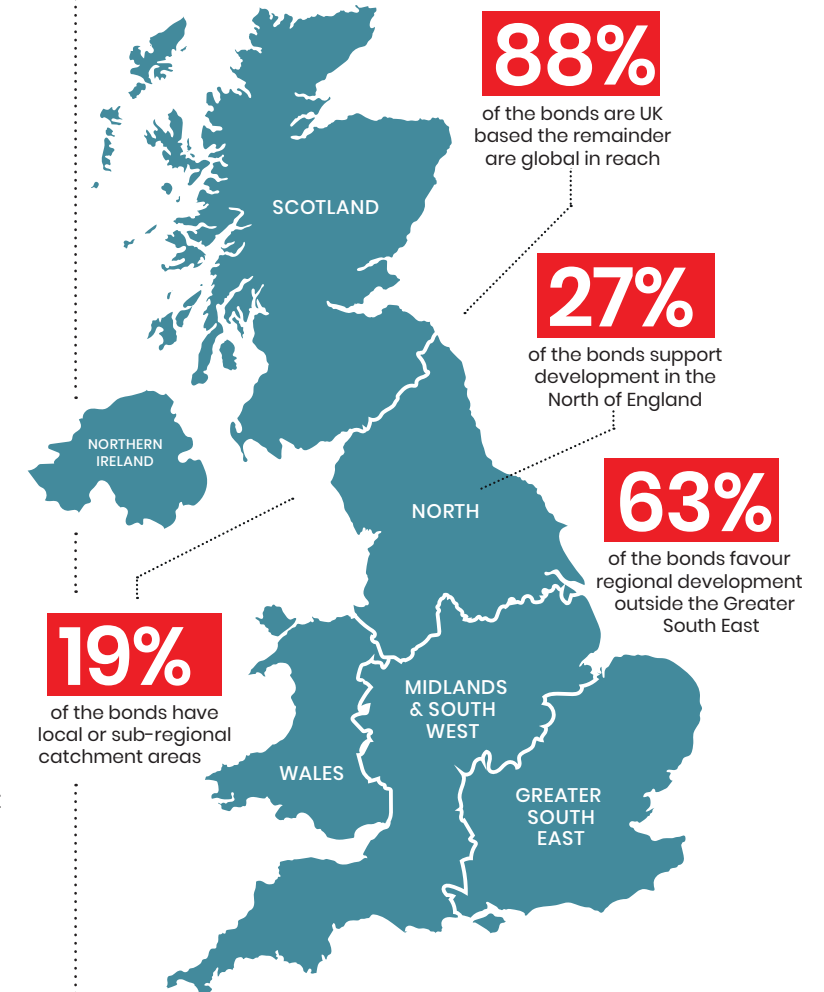 88%
of the bonds are UK
based the remainder
are global in reach
SCOTLAND
27%
of the bonds support
development in the
North of England
NORTHERN
IRELAND
NORTH
63%
of the bonds favour
regional development
outside the Greater
South East
19%
of the bonds have
local or sub-regional
catchment areas
MIDLANDS
& SOUTH
WEST
WALES
GREATER
SOUTH
EAST